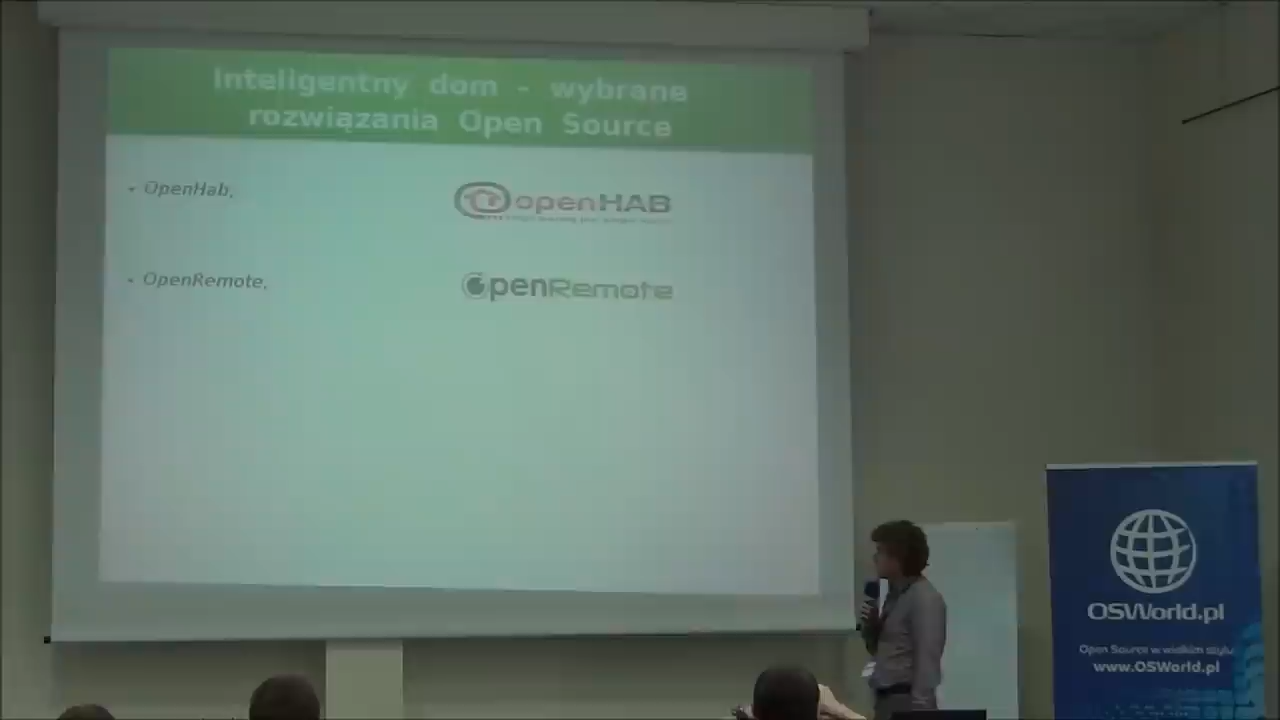 Inteligentny dom - wybrane
rozwiązania Open Source
• OpenHab,
openHAB
• OpenRemote,
OpenRemote
OSWorld.pl
Open Source w wielkim stylu
www.OSWorld.pl